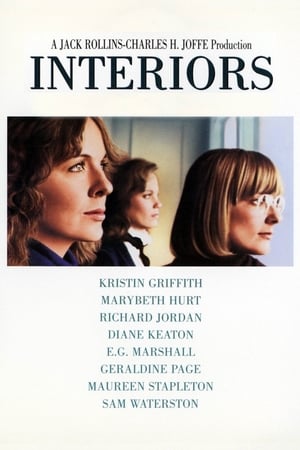 A JACK ROLLINS-CHARLES H. JOFFE Production
INTERIORS
KRISTIN GRIFFITH
MARYBETH HURT
RICHARD JORDAN
DIANE KEATON
E.G. MARSHALL
GERALDINE PAGE
MAUREEN STAPLETON
SAM WATERSTON